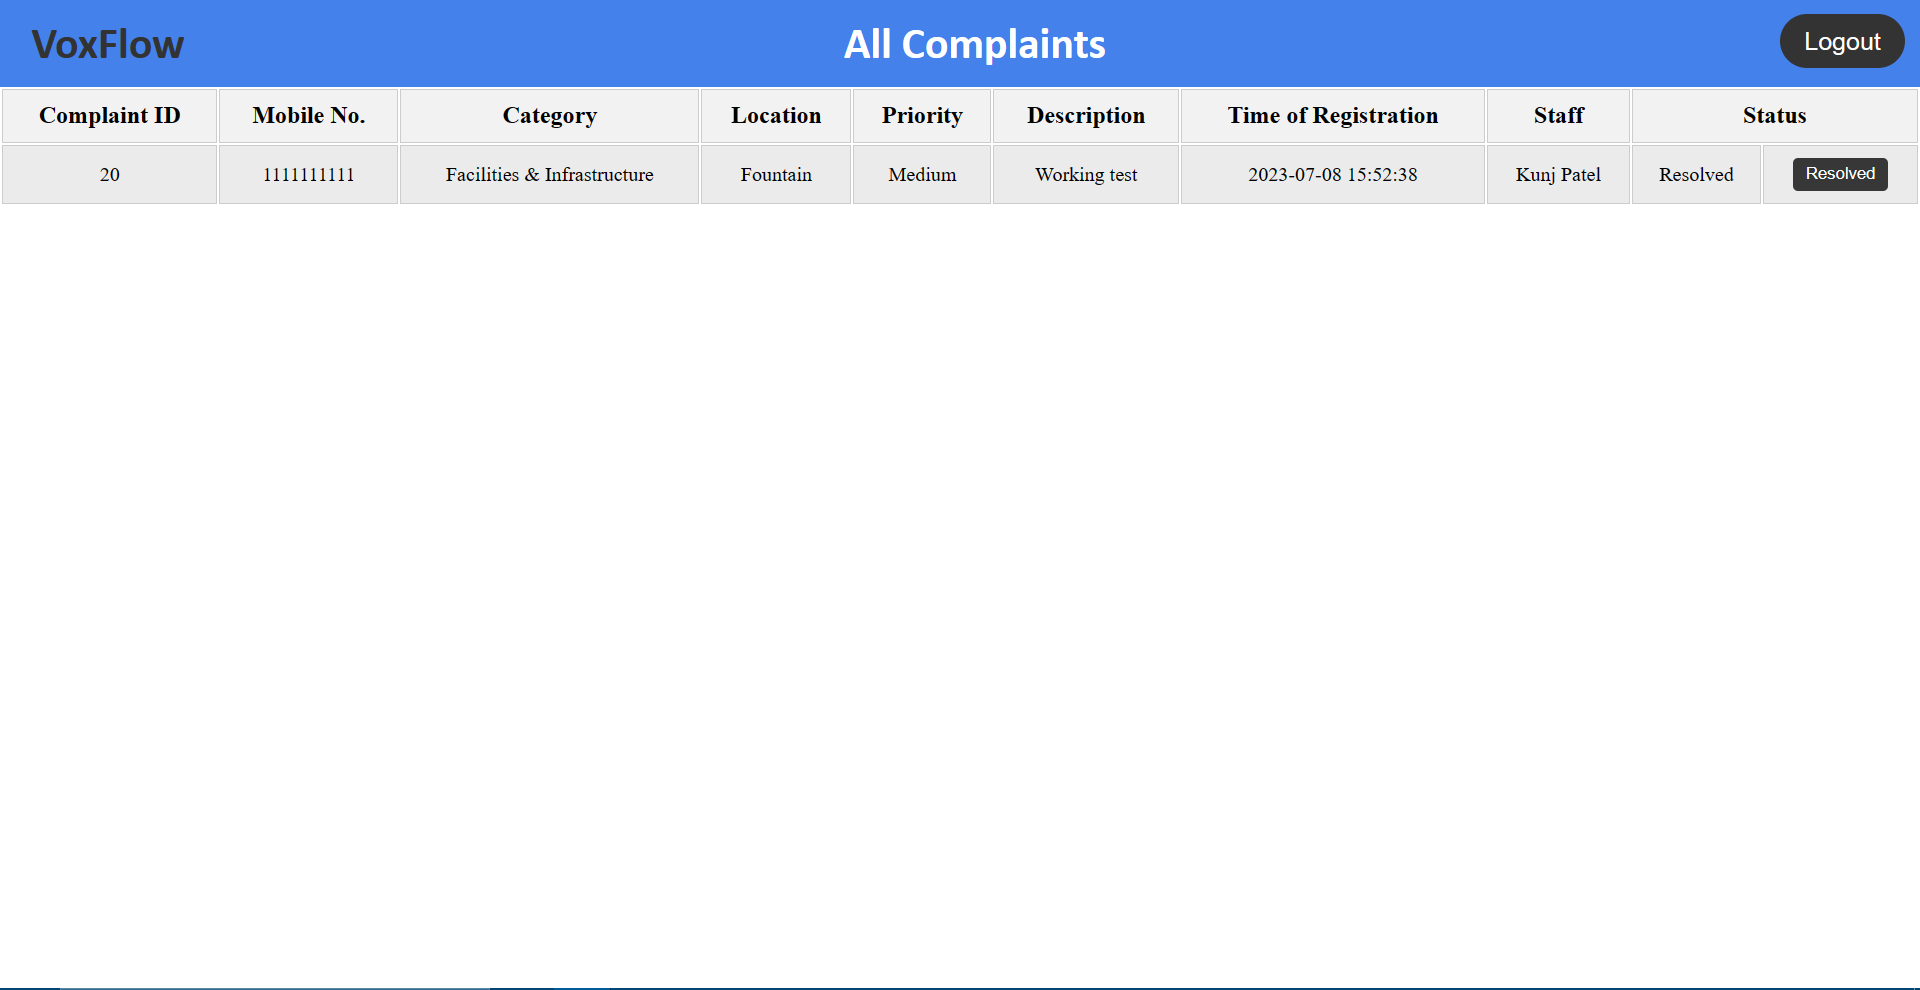 VoxFlow All Complaints Logout
Complaint ID Mobile No. Category Location Priority Description Time of Registration Staff Status
20 1111111111 Facilities & Infrastructure Fountain Medium Working test 2023-07-08 15:52:38 Kunj Patel Resolved Resolved